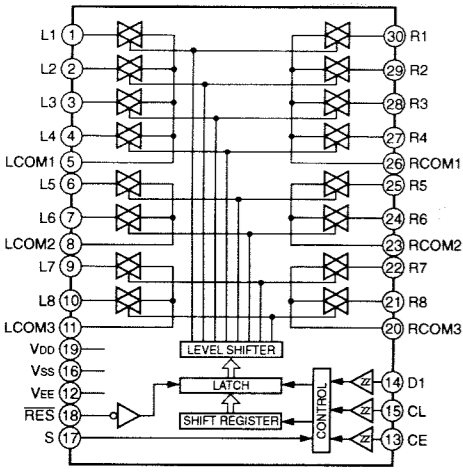 L1 1 30 R1
L2 2 29 R2
L3 3 28 R3
L4 4 27 R4
LCOM1 5 26 RCOM1
L5 6 25 R5
L6 7 24 R6
LCOM2 8 23 RCOM2
L7 9 22 R7
L8 10 21 R8
LCOM3 11 20 RCOM3
VDD 19 LEVEL SHIFTER
VSS 16
VEE 12 LATCH CONTROL 14 D1
RES 18 SHIFT REGISTER 15 CL
S 17 13 CE